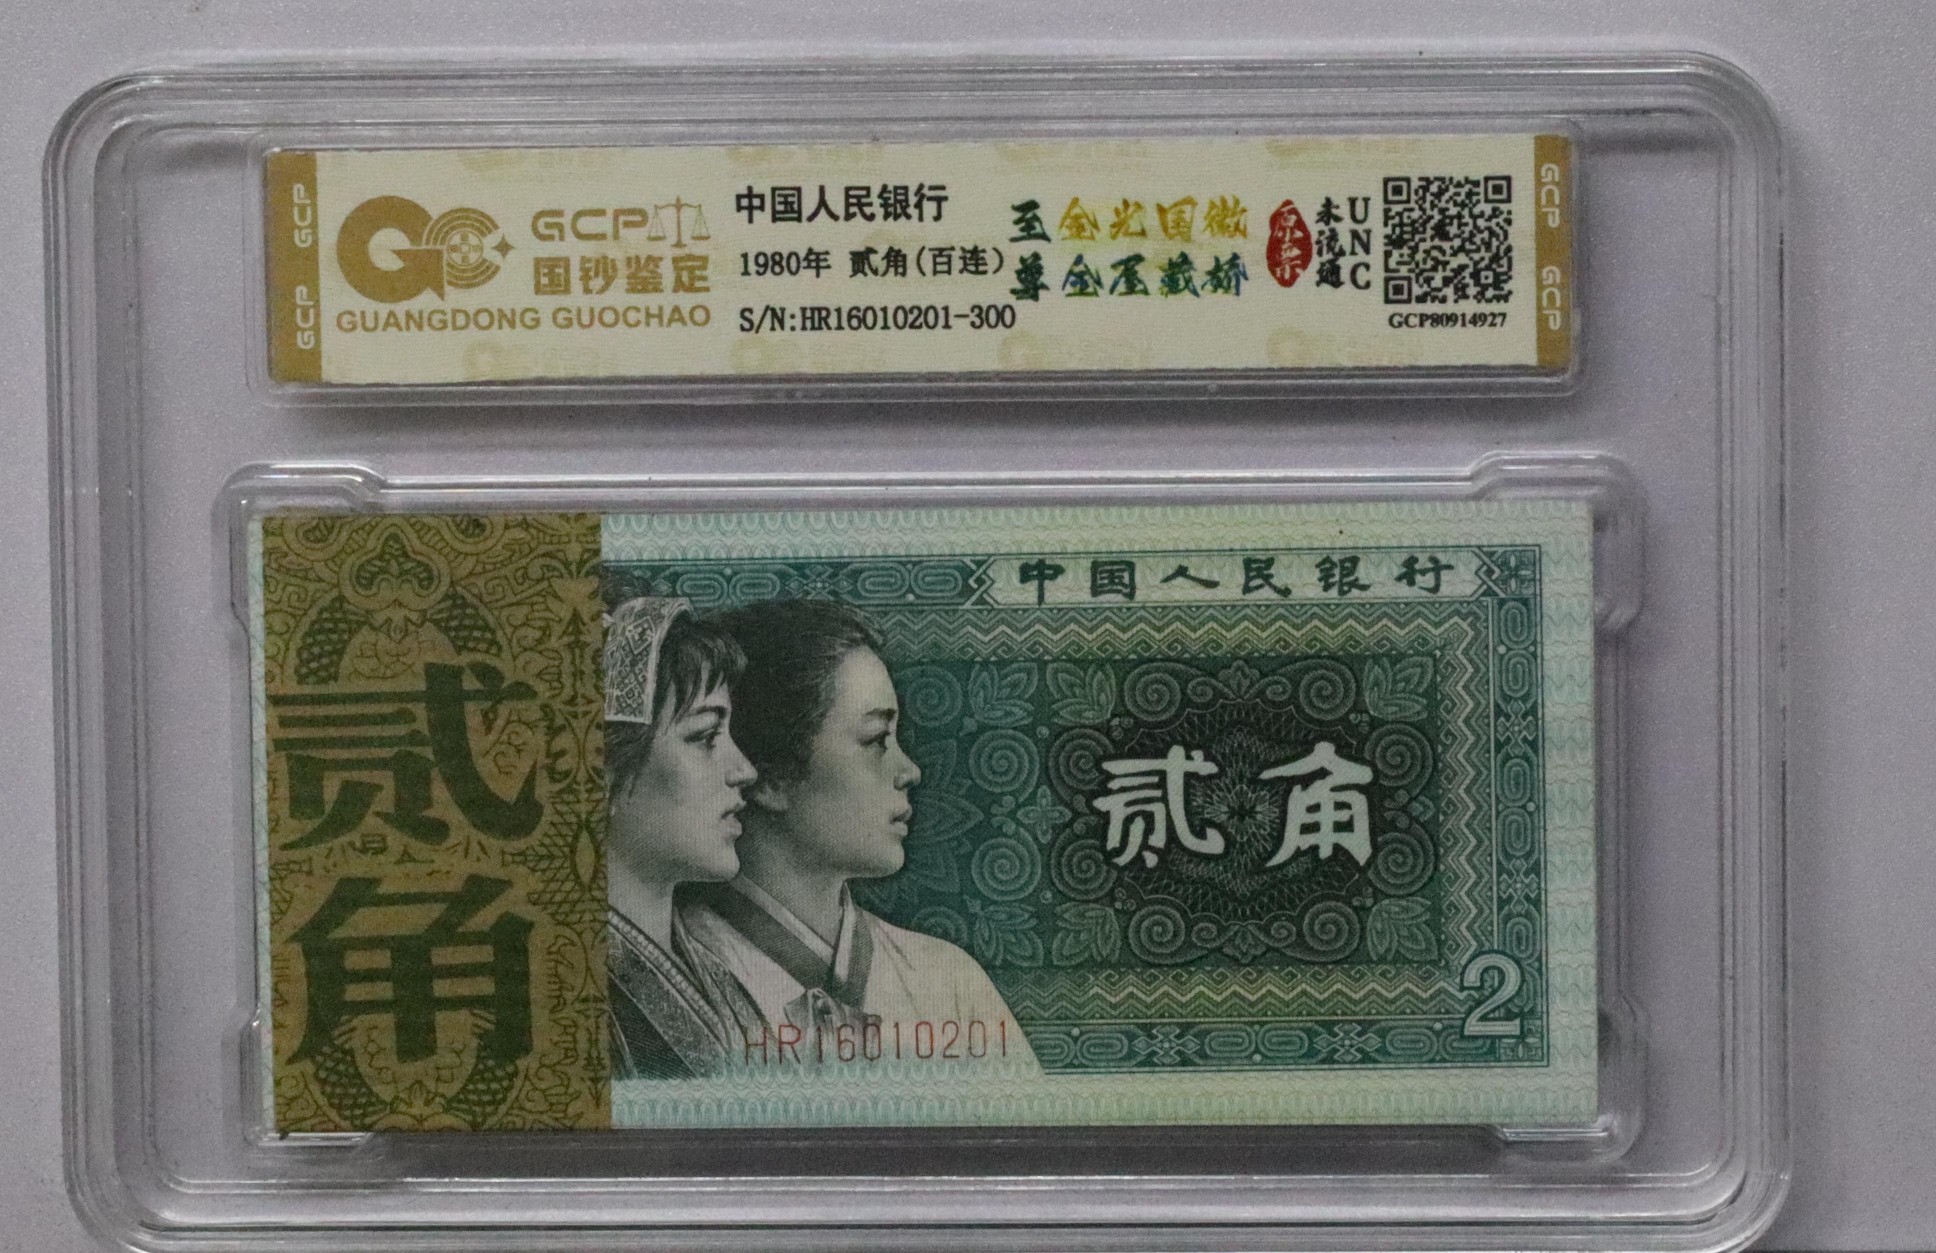 GCP GCP
GCP
国钞鉴定
GUANGDONG GUOCHAO
中国人民银行
1980年 贰角(百连)
S/N:HR16010201-300
至尊
金光国徽
金屋藏娇
原票
未流通
UNC
GCP80914927
GCP GCP
贰角
中国人民银行
贰角
HR16010201
2